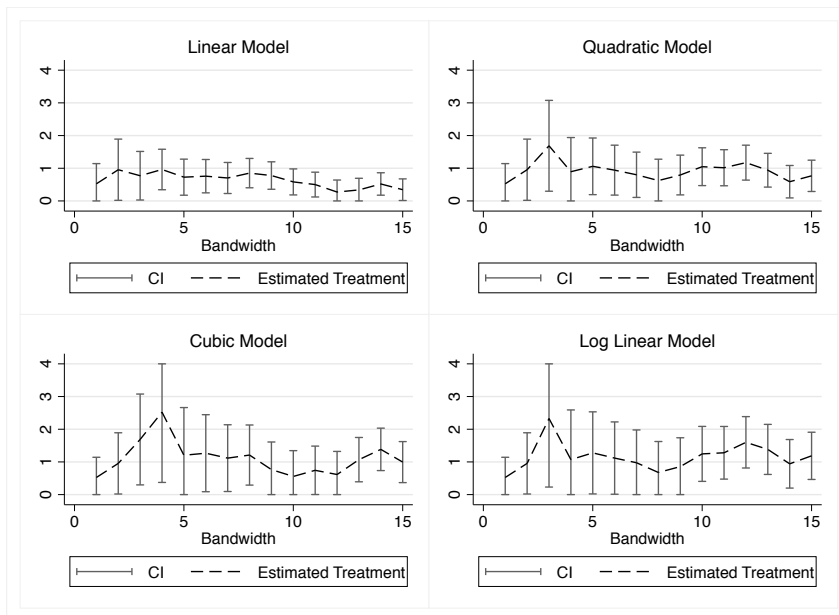 Linear Model
4
3
2
1
0
0 5 10 15
Bandwidth
CI Estimated Treatment
Quadratic Model
4
3
2
1
0
0 5 10 15
Bandwidth
CI Estimated Treatment
Cubic Model
4
3
2
1
0
0 5 10 15
Bandwidth
CI Estimated Treatment
Log Linear Model
4
3
2
1
0
0 5 10 15
Bandwidth
CI Estimated Treatment